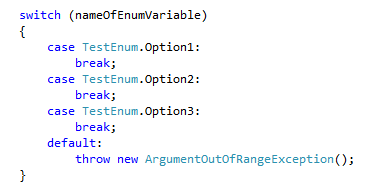 switch (nameOfEnumVariable)
{
    case TestEnum.Option1:
        break;
    case TestEnum.Option2:
        break;
    case TestEnum.Option3:
        break;
    default:
        throw new ArgumentOutOfRangeException();
}